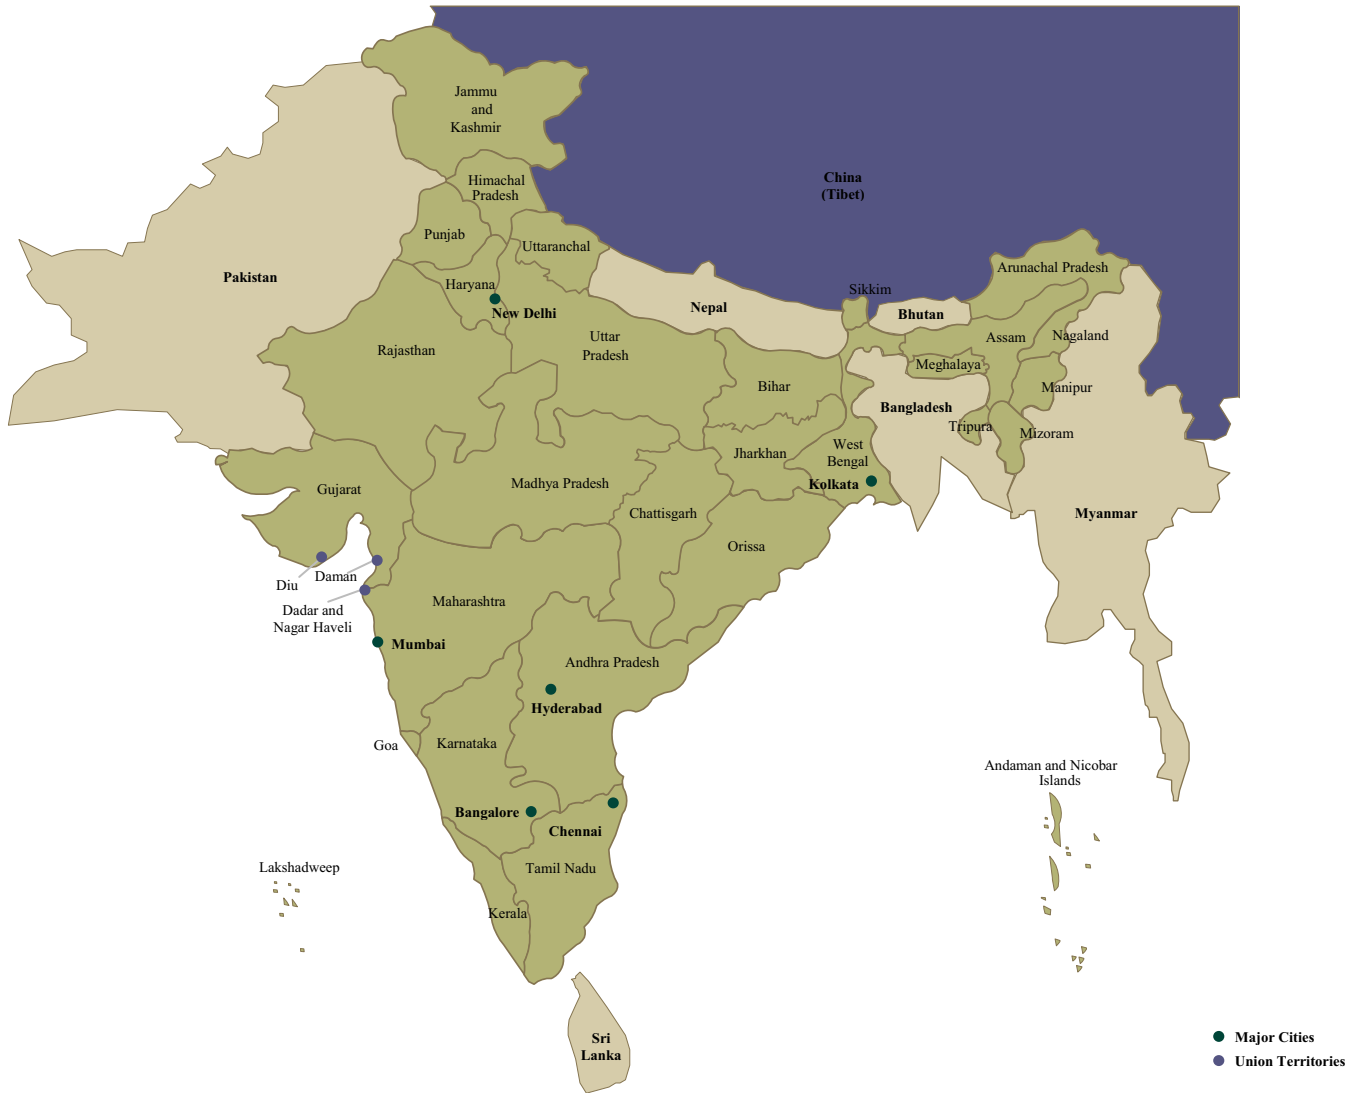 Jammu
and
Kashmir
Himachal
Pradesh
China
(Tibet)
Punjab
Uttaranchal
Pakistan
Haryana
New Delhi
Arunachal Pradesh
Sikkim
Nepal
Bhutan
Rajasthan
Uttar
Pradesh
Assam
Nagaland
Meghalaya
Bihar
Manipur
Bangladesh
Tripura
Mizoram
Jharkhan
West
Bengal
Kolkata
Gujarat
Madhya Pradesh
Chattisgarh
Myanmar
Orissa
Diu
Daman
Dadar and
Nagar Haveli
Maharashtra
Mumbai
Andhra Pradesh
Hyderabad
Goa
Karnataka
Andaman and Nicobar
Islands
Bangalore
Chennai
Lakshadweep
Tamil Nadu
Kerala
Sri
Lanka
Major Cities
Union Territories